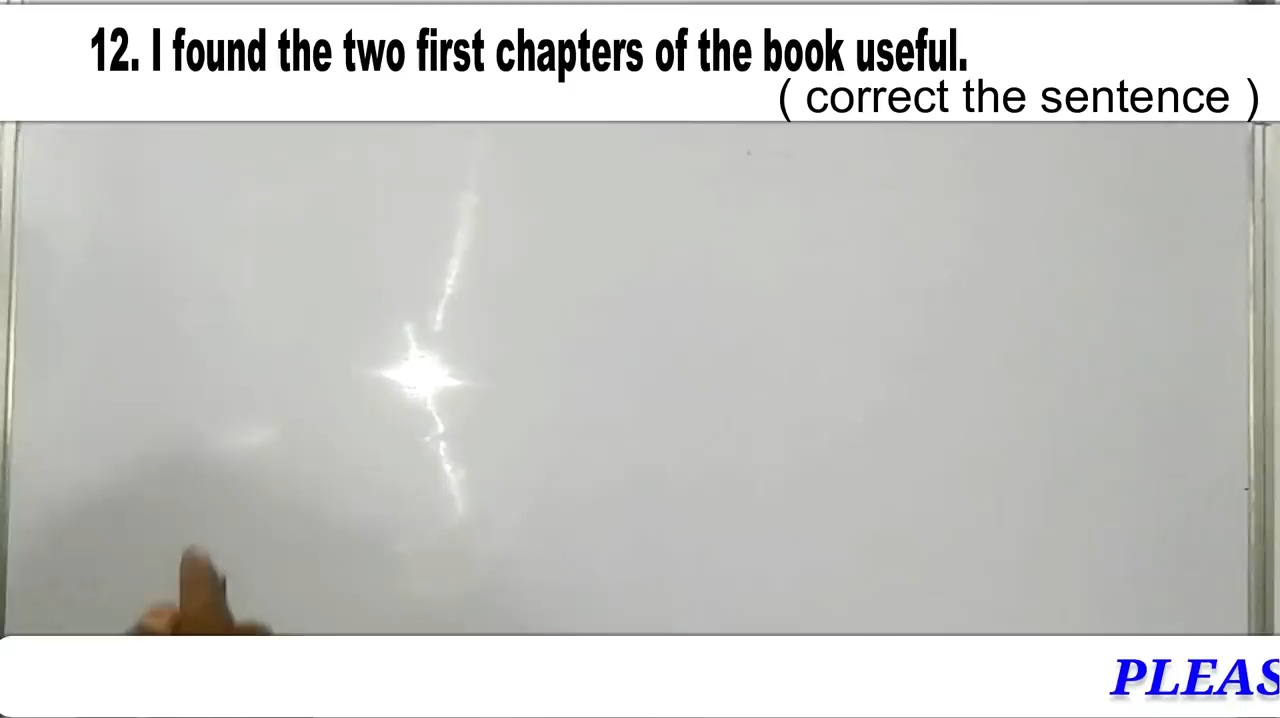 12. I found the two first chapters of the book useful.
( correct the sentence )
PLEAS